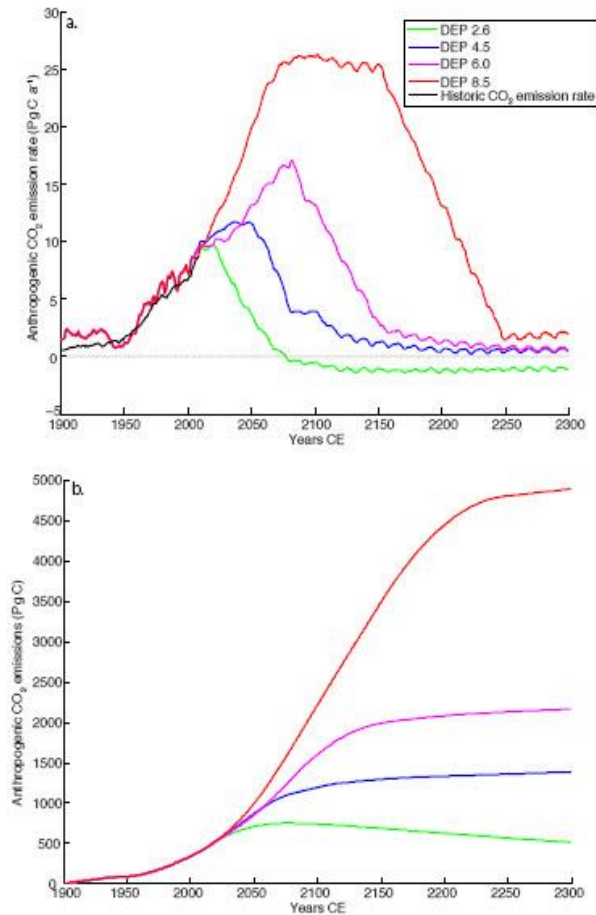 a.
DEP 2.6
DEP 4.5
DEP 6.0
DEP 8.5
Historic CO₂ emission rate
Anthropogenic CO₂ emission rate (Pg C a⁻¹)
30
25
20
15
10
5
0
−5
1900 1950 2000 2050 2100 2150 2200 2250 2300
Years CE
b.
Anthropogenic CO₂ emissions (Pg C)
5000
4500
4000
3500
3000
2500
2000
1500
1000
500
0
1900 1950 2000 2050 2100 2150 2200 2250 2300
Years CE